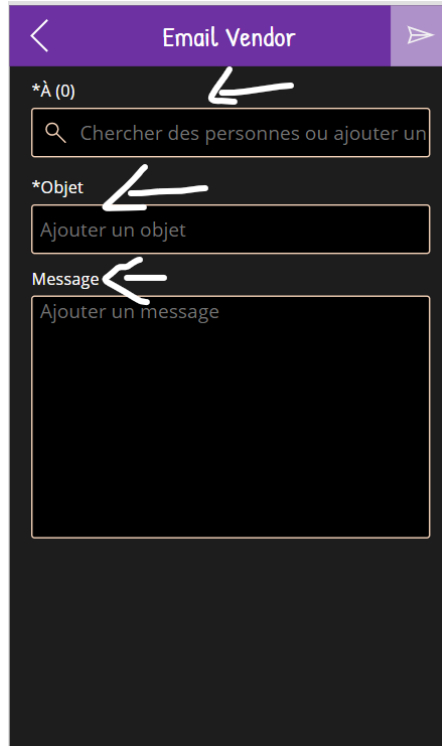 Email Vendor
*À (0)
Chercher des personnes ou ajouter un
*Objet
Ajouter un objet
Message
Ajouter un message